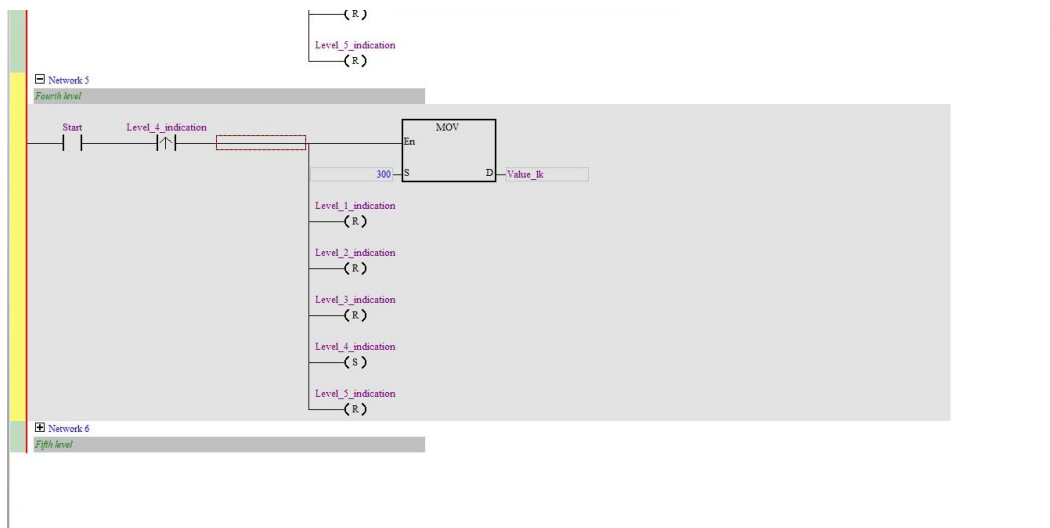 ( R )
Level_5_indication
( R )
Network 5
Fourth level
Start Level_4_indication
MOV
En
300 S D Value_lk
Level_1_indication
( R )
Level_2_indication
( R )
Level_3_indication
( R )
Level_4_indication
( S )
Level_5_indication
( R )
Network 6
Fifth level